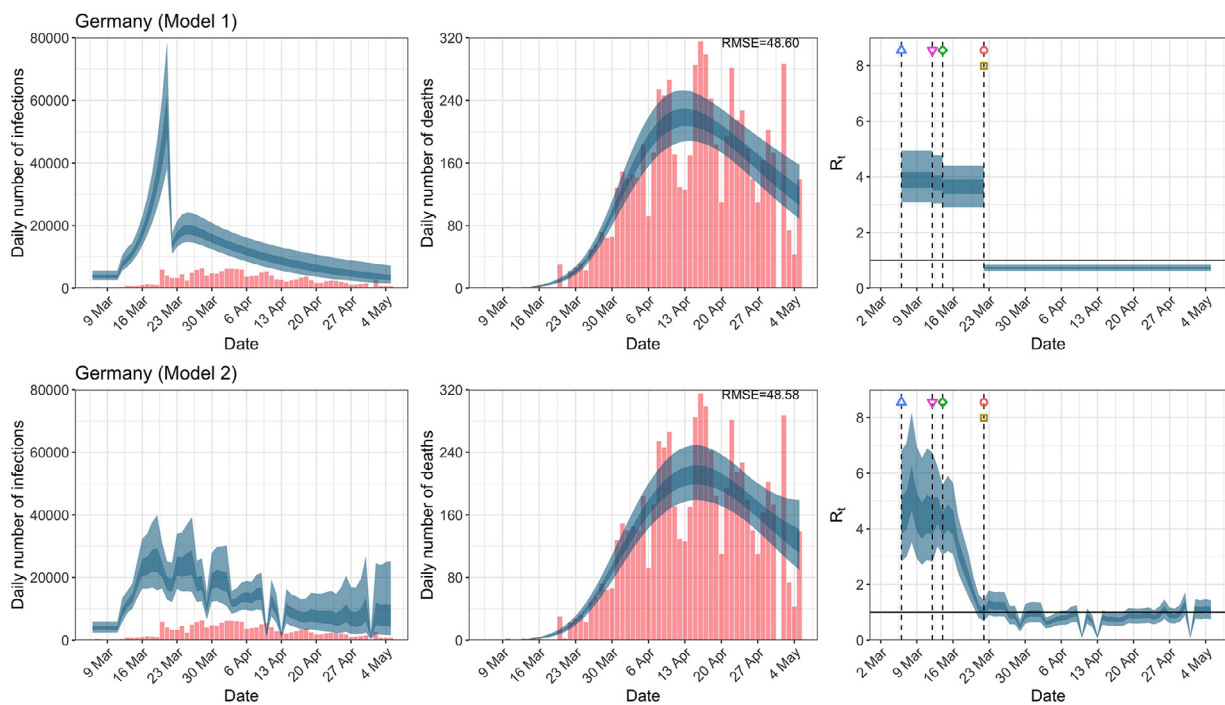 Germany (Model 1)
Daily number of infections
80000
60000
40000
20000
0
9 Mar
16 Mar
23 Mar
30 Mar
6 Apr
13 Apr
20 Apr
27 Apr
4 May
Date
Daily number of deaths
320
240
160
80
0
RMSE=48.60
9 Mar
16 Mar
23 Mar
30 Mar
6 Apr
13 Apr
20 Apr
27 Apr
4 May
Date
Rt
8
6
4
2
0
2 Mar
9 Mar
16 Mar
23 Mar
30 Mar
6 Apr
13 Apr
20 Apr
27 Apr
4 May
Date
Germany (Model 2)
Daily number of infections
80000
60000
40000
20000
0
9 Mar
16 Mar
23 Mar
30 Mar
6 Apr
13 Apr
20 Apr
27 Apr
4 May
Date
Daily number of deaths
320
240
160
80
0
RMSE=48.58
9 Mar
16 Mar
23 Mar
30 Mar
6 Apr
13 Apr
20 Apr
27 Apr
4 May
Date
Rt
8
6
4
2
0
2 Mar
9 Mar
16 Mar
23 Mar
30 Mar
6 Apr
13 Apr
20 Apr
27 Apr
4 May
Date